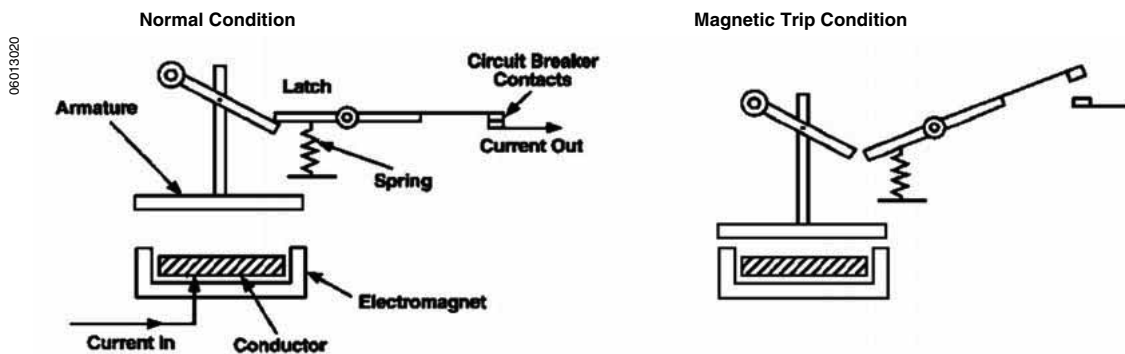 Normal Condition
Magnetic Trip Condition
06013020
Circuit Breaker
Contacts
Latch
Armature
Current Out
Spring
Electromagnet
Current In
Conductor